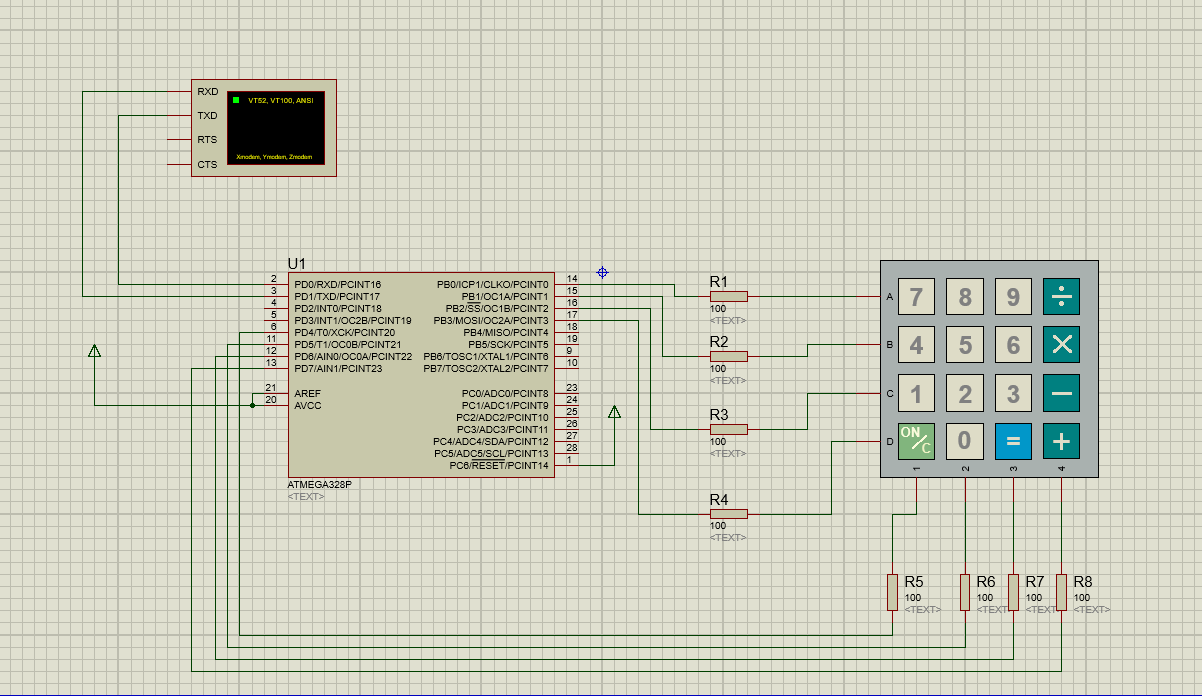 RXD
TXD
RTS
CTS
VT52, VT100, ANSI
Xmodem, Ymodem, Zmodem
U1
2 PD0/RXD/PCINT16
3 PD1/TXD/PCINT17
4 PD2/INT0/PCINT18
5 PD3/INT1/OC2B/PCINT19
6 PD4/T0/XCK/PCINT20
11 PD5/T1/OC0B/PCINT21
12 PD6/AIN0/OC0A/PCINT22
13 PD7/AIN1/PCINT23
21 AREF
20 AVCC
PB0/ICP1/CLKO/PCINT0 14
PB1/OC1A/PCINT1 15
PB2/SS/OC1B/PCINT2 16
PB3/MOSI/OC2A/PCINT3 17
PB4/MISO/PCINT4 18
PB5/SCK/PCINT5 19
PB6/TOSC1/XTAL1/PCINT6 9
PB7/TOSC2/XTAL2/PCINT7 10
PC0/ADC0/PCINT8 23
PC1/ADC1/PCINT9 24
PC2/ADC2/PCINT10 25
PC3/ADC3/PCINT11 26
PC4/ADC4/SDA/PCINT12 27
PC5/ADC5/SCL/PCINT13 28
PC6/RESET/PCINT14 1
ATMEGA328P
<TEXT>
R1
100
<TEXT>
R2
100
<TEXT>
R3
100
<TEXT>
R4
100
<TEXT>
A 7 8 9 ÷
B 4 5 6 ×
C 1 2 3 −
D ON/C 0 = +
1 2 3 4
R5
100
<TEXT>
R6
100
<TEXT>
R7
100
<TEXT>
R8
100
<TEXT>